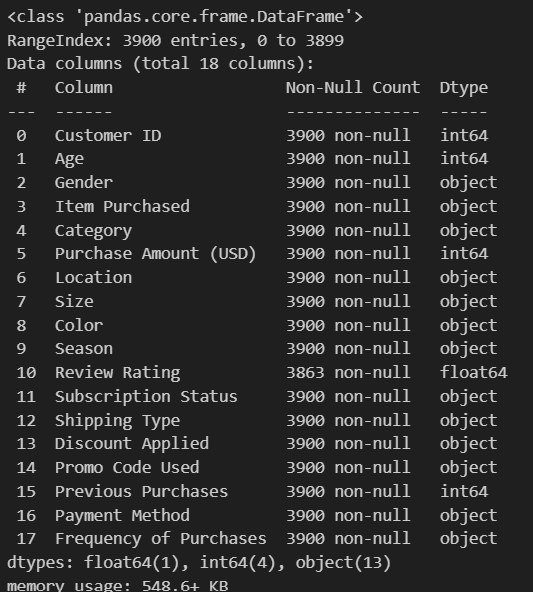 <class 'pandas.core.frame.DataFrame'>
RangeIndex: 3900 entries, 0 to 3899
Data columns (total 18 columns):
 #   Column                  Non-Null Count  Dtype
---  ------                  --------------  -----
 0   Customer ID             3900 non-null   int64
 1   Age                     3900 non-null   int64
 2   Gender                  3900 non-null   object
 3   Item Purchased          3900 non-null   object
 4   Category                3900 non-null   object
 5   Purchase Amount (USD)   3900 non-null   int64
 6   Location                3900 non-null   object
 7   Size                    3900 non-null   object
 8   Color                   3900 non-null   object
 9   Season                  3900 non-null   object
 10  Review Rating           3863 non-null   float64
 11  Subscription Status     3900 non-null   object
 12  Shipping Type           3900 non-null   object
 13  Discount Applied        3900 non-null   object
 14  Promo Code Used         3900 non-null   object
 15  Previous Purchases      3900 non-null   int64
 16  Payment Method          3900 non-null   object
 17  Frequency of Purchases  3900 non-null   object
dtypes: float64(1), int64(4), object(13)
memory usage: 548.6+ KB